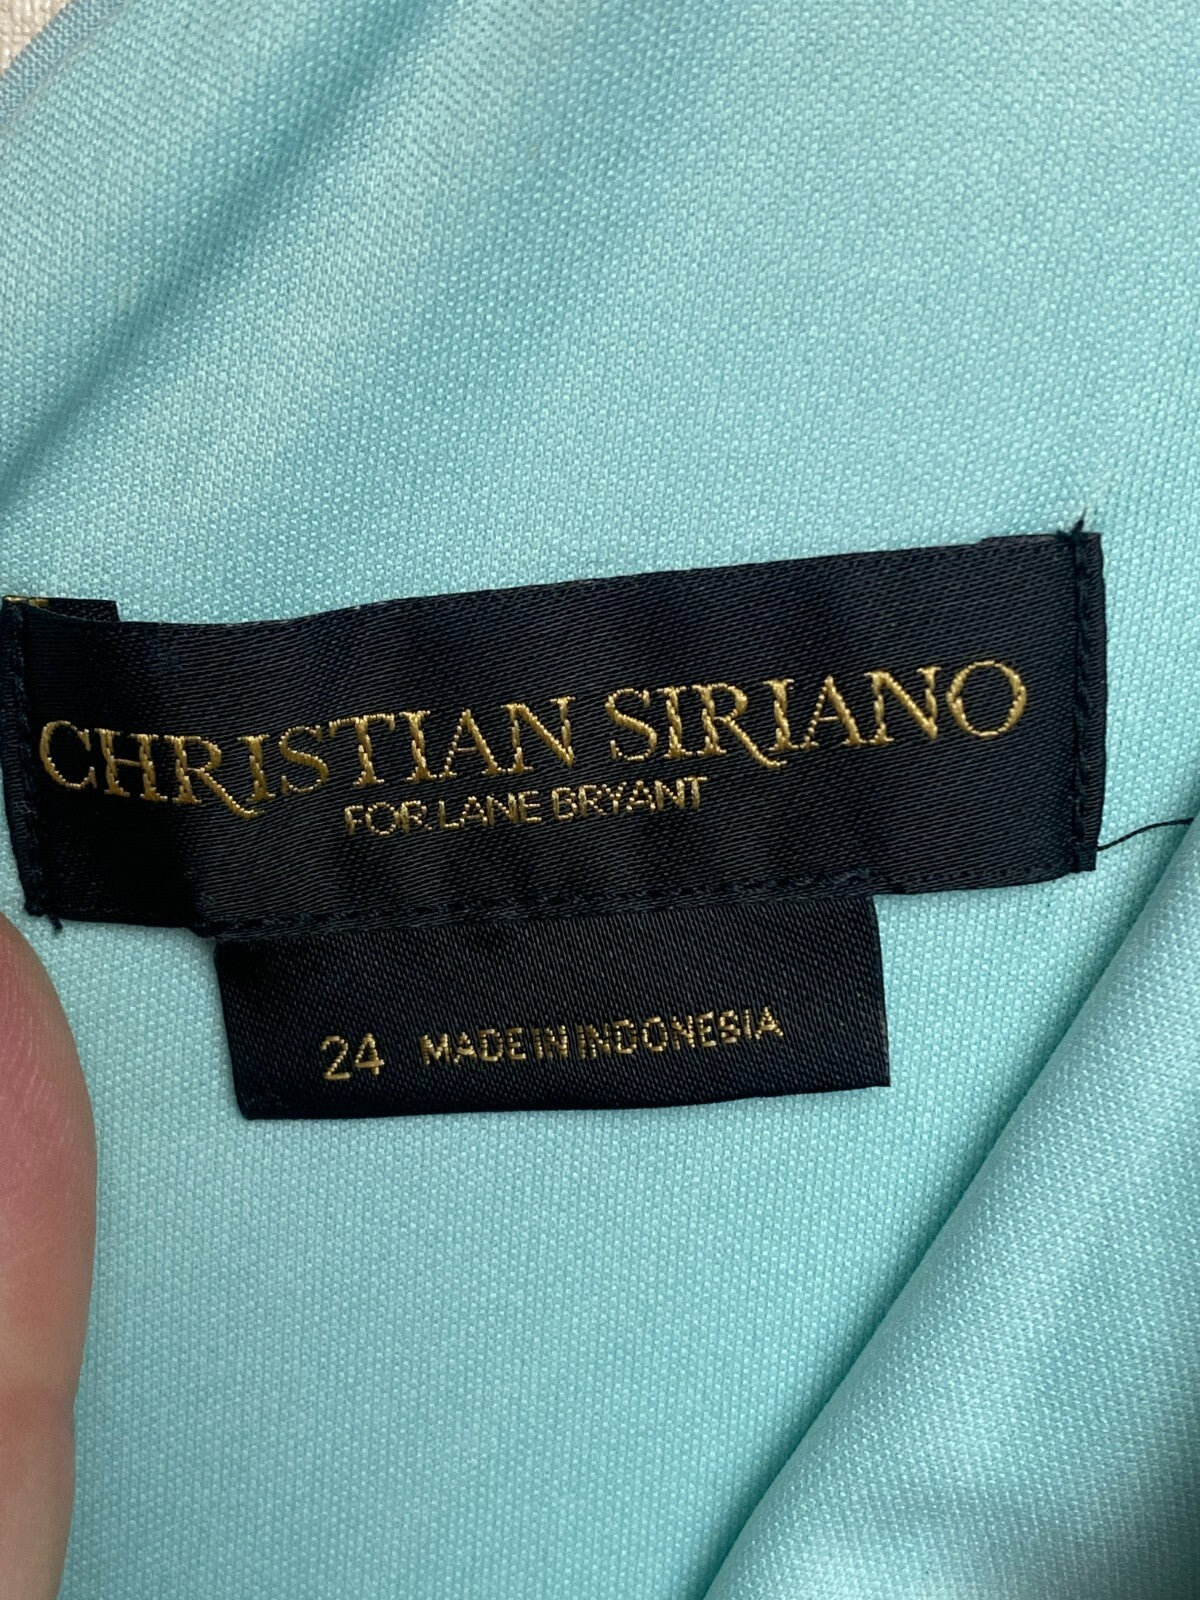 CHRISTIAN SIRIANO
FOR LANE BRYANT
24 MADE IN INDONESIA